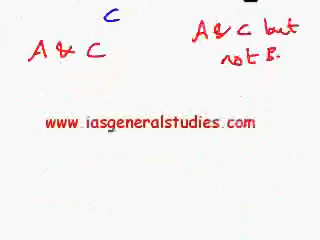 C
A & C
A & C but
not B.
www.iasgeneralstudies.com